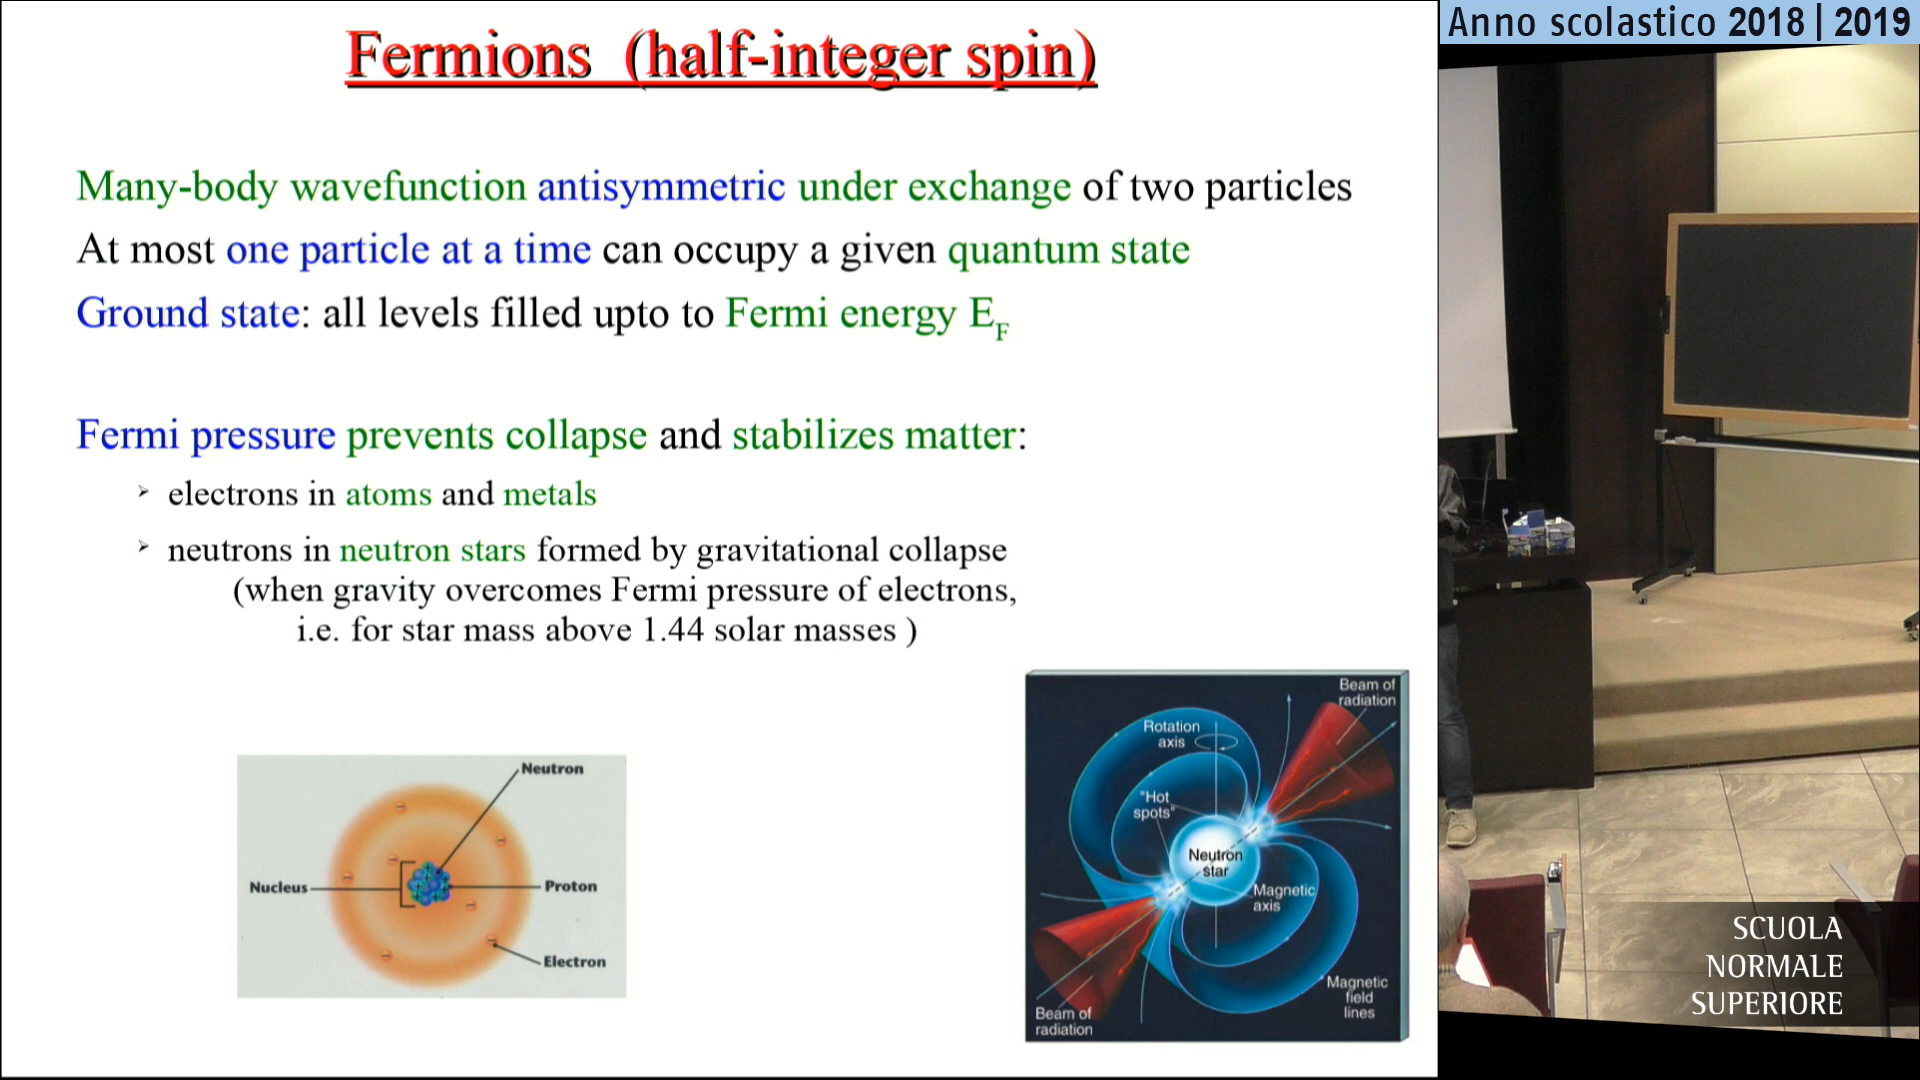 Fermions (half-integer spin)
Anno scolastico 2018 | 2019
Many-body wavefunction antisymmetric under exchange of two particles
At most one particle at a time can occupy a given quantum state
Ground state: all levels filled upto to Fermi energy EF
Fermi pressure prevents collapse and stabilizes matter:
➢ electrons in atoms and metals
➢ neutrons in neutron stars formed by gravitational collapse
(when gravity overcomes Fermi pressure of electrons,
i.e. for star mass above 1.44 solar masses )
Neutron
Nucleus
Proton
Electron
Beam of
radiation
Rotation
axis
"Hot
spots"
Neutron
star
Magnetic
axis
Magnetic
field
lines
Beam of
radiation
SCUOLA
NORMALE
SUPERIORE